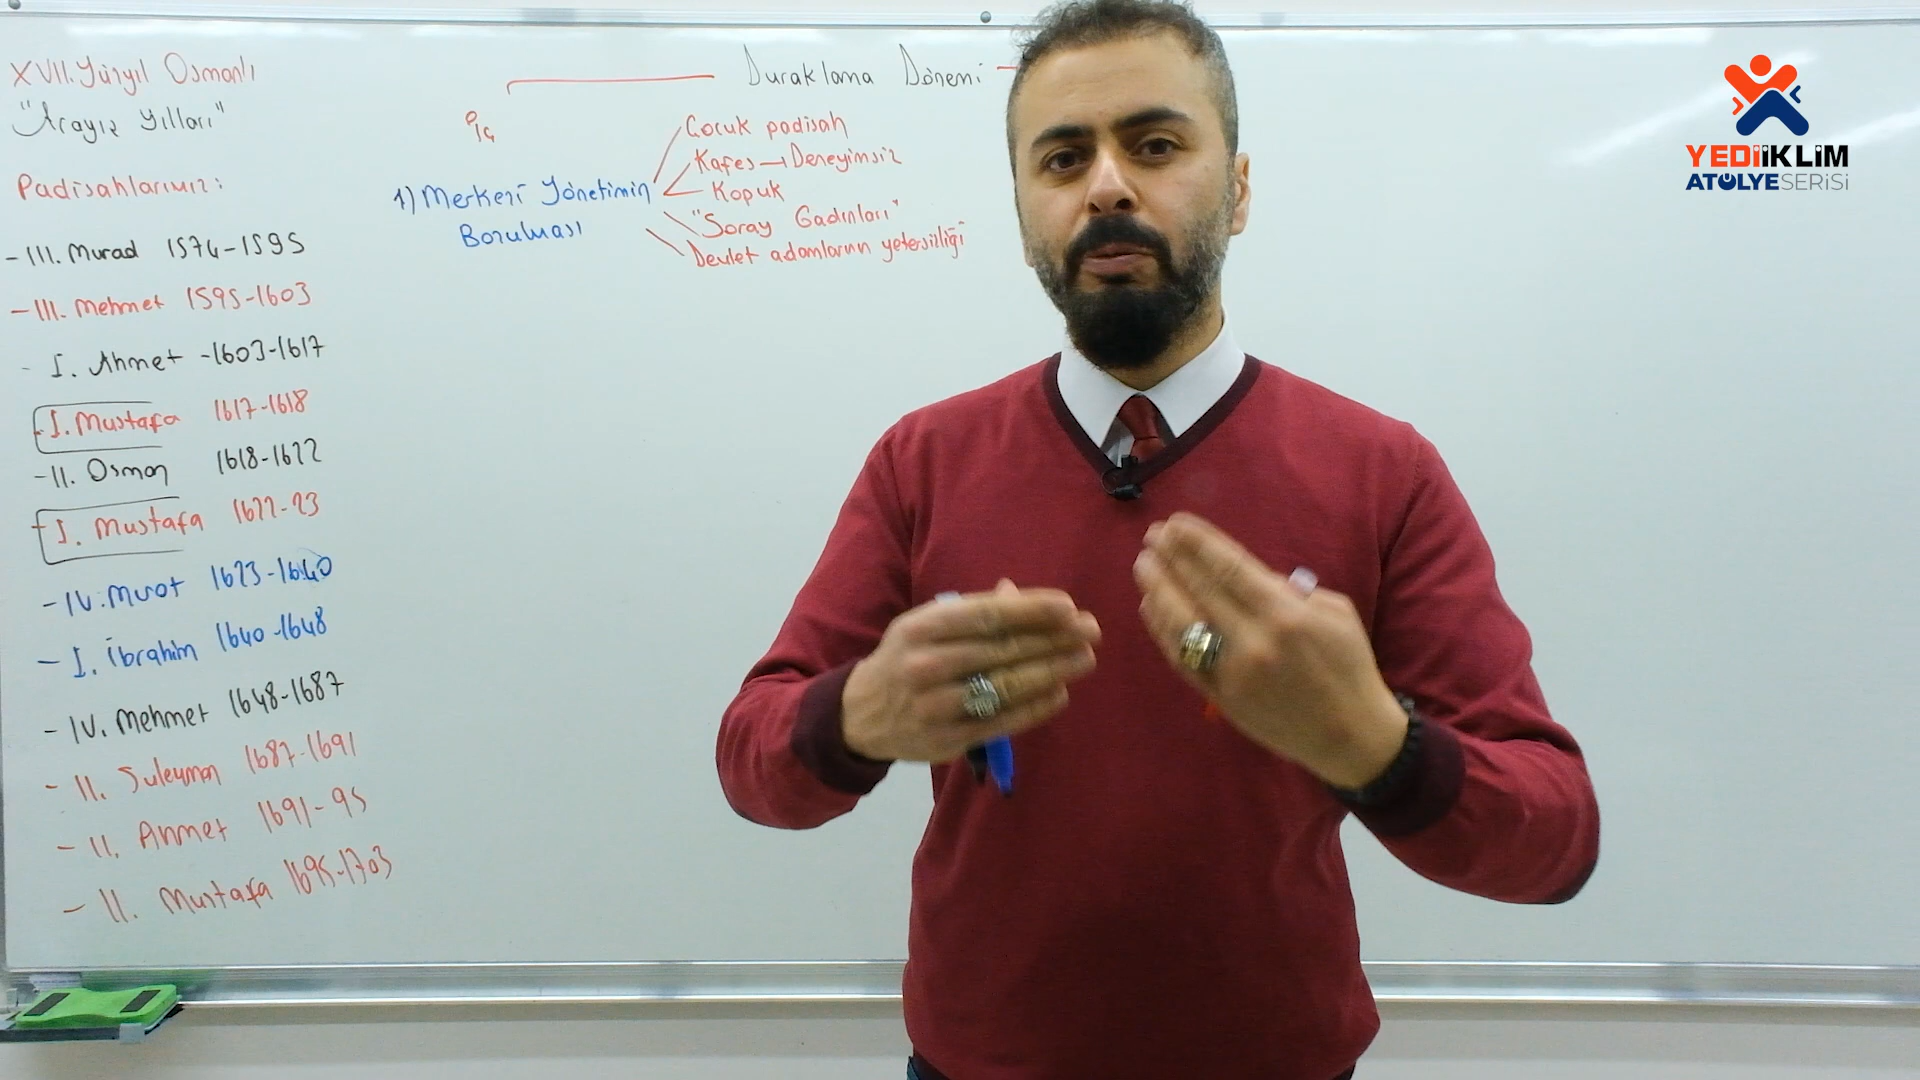 XVII. Yüzyıl Osmanlı
"Arayış Yılları"
Padişahlarımız:
- III. Murad 1574-1595
- III. Mehmet 1595-1603
- I. Ahmet -1603-1617
- I. Mustafa 1617-1618
- II. Osman 1618-1622
- I. Mustafa 1622-23
- IV. Murat 1623-1640
- I. İbrahim 1640-1648
- IV. Mehmet 1648-1687
- II. Suleyman 1687-1691
- II. Ahmet 1691-95
- II. Mustafa 1695-1703
Duraklama Dönemi
İç
1) Merkezi Yönetimin
Bozulması
Çocuk padişah
Kafes → Deneyimsiz
Kopuk
"Saray Gadınları"
Devlet adamlarının yetersizliği
YEDİİKLİM
ATÖLYESERİSİ